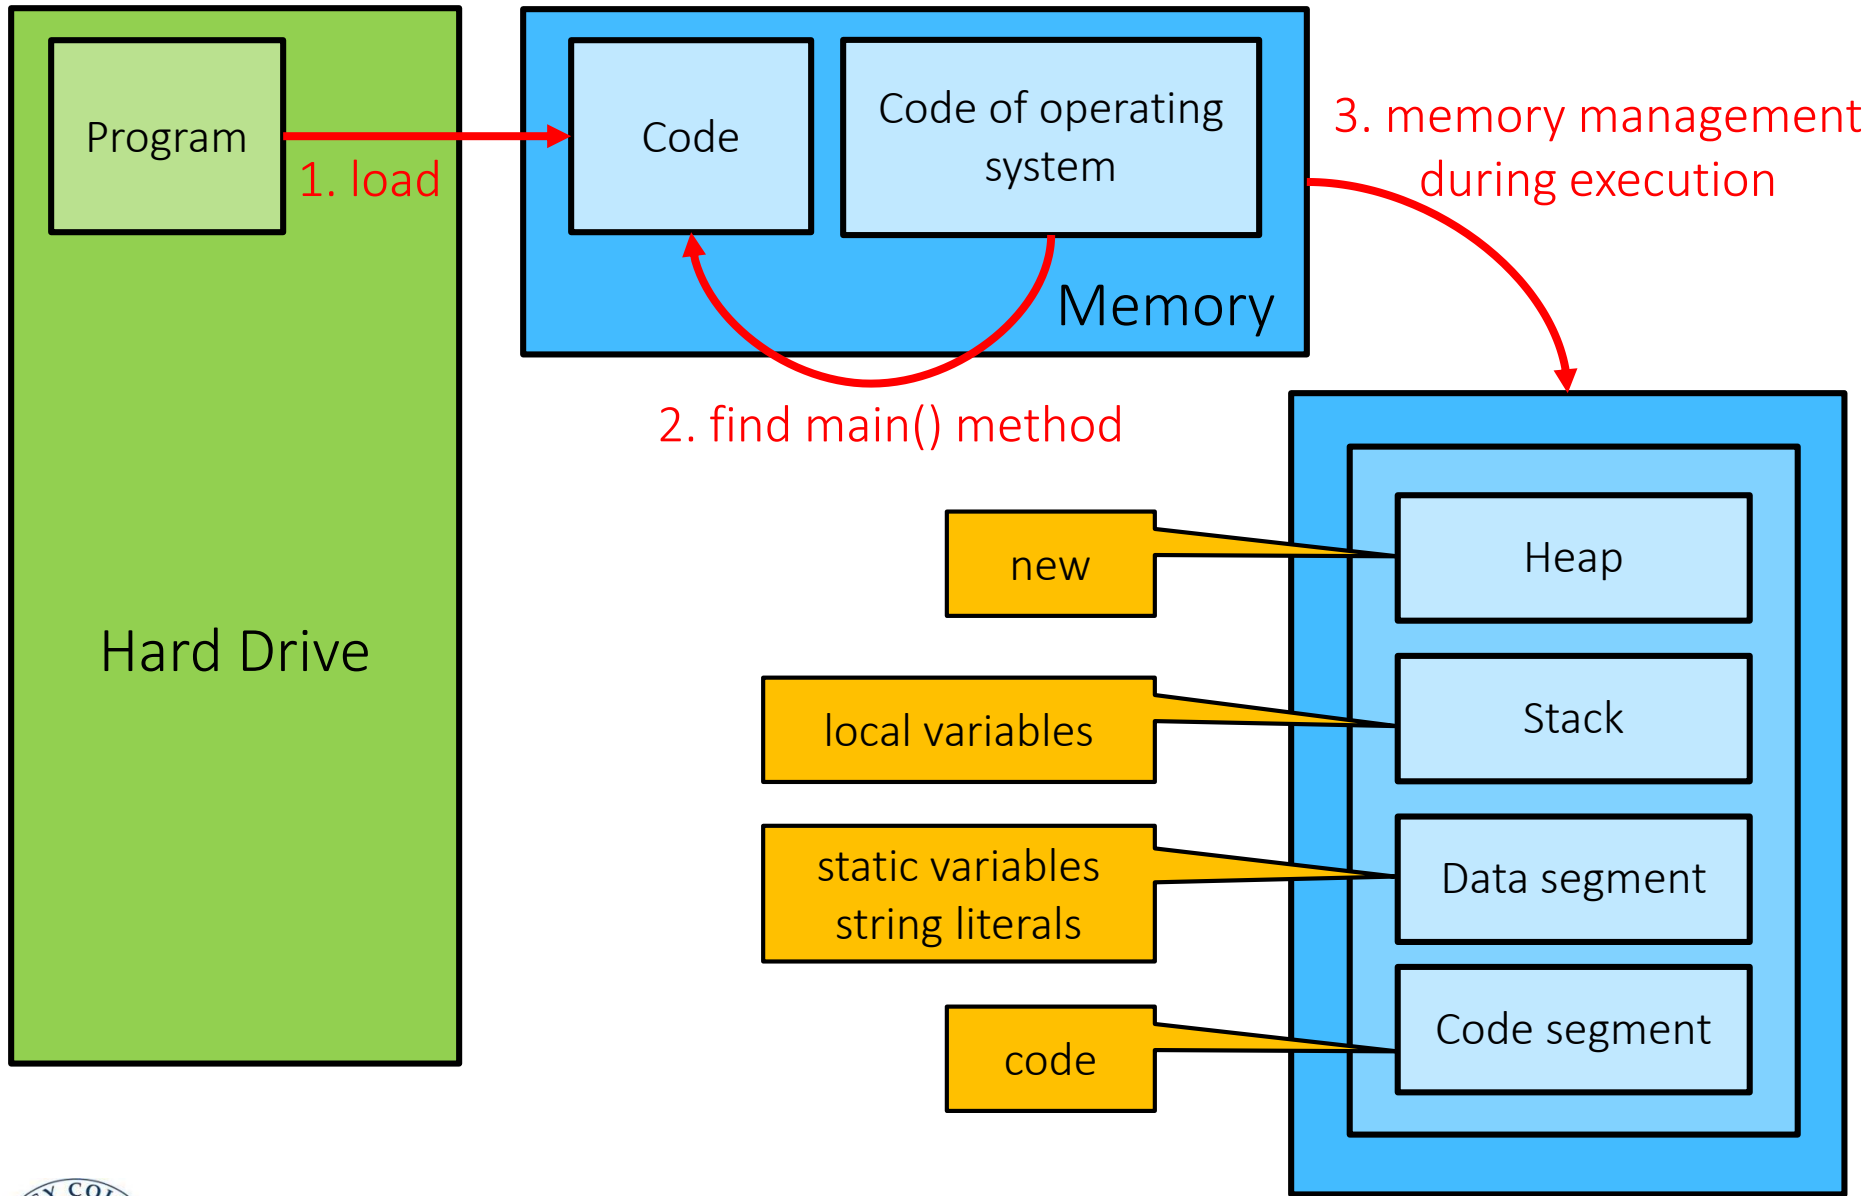 Program
1. load
Hard Drive
Code
Code of operating
system
Memory
2. find main() method
3. memory management
during execution
new
Heap
local variables
Stack
static variables
string literals
Data segment
code
Code segment